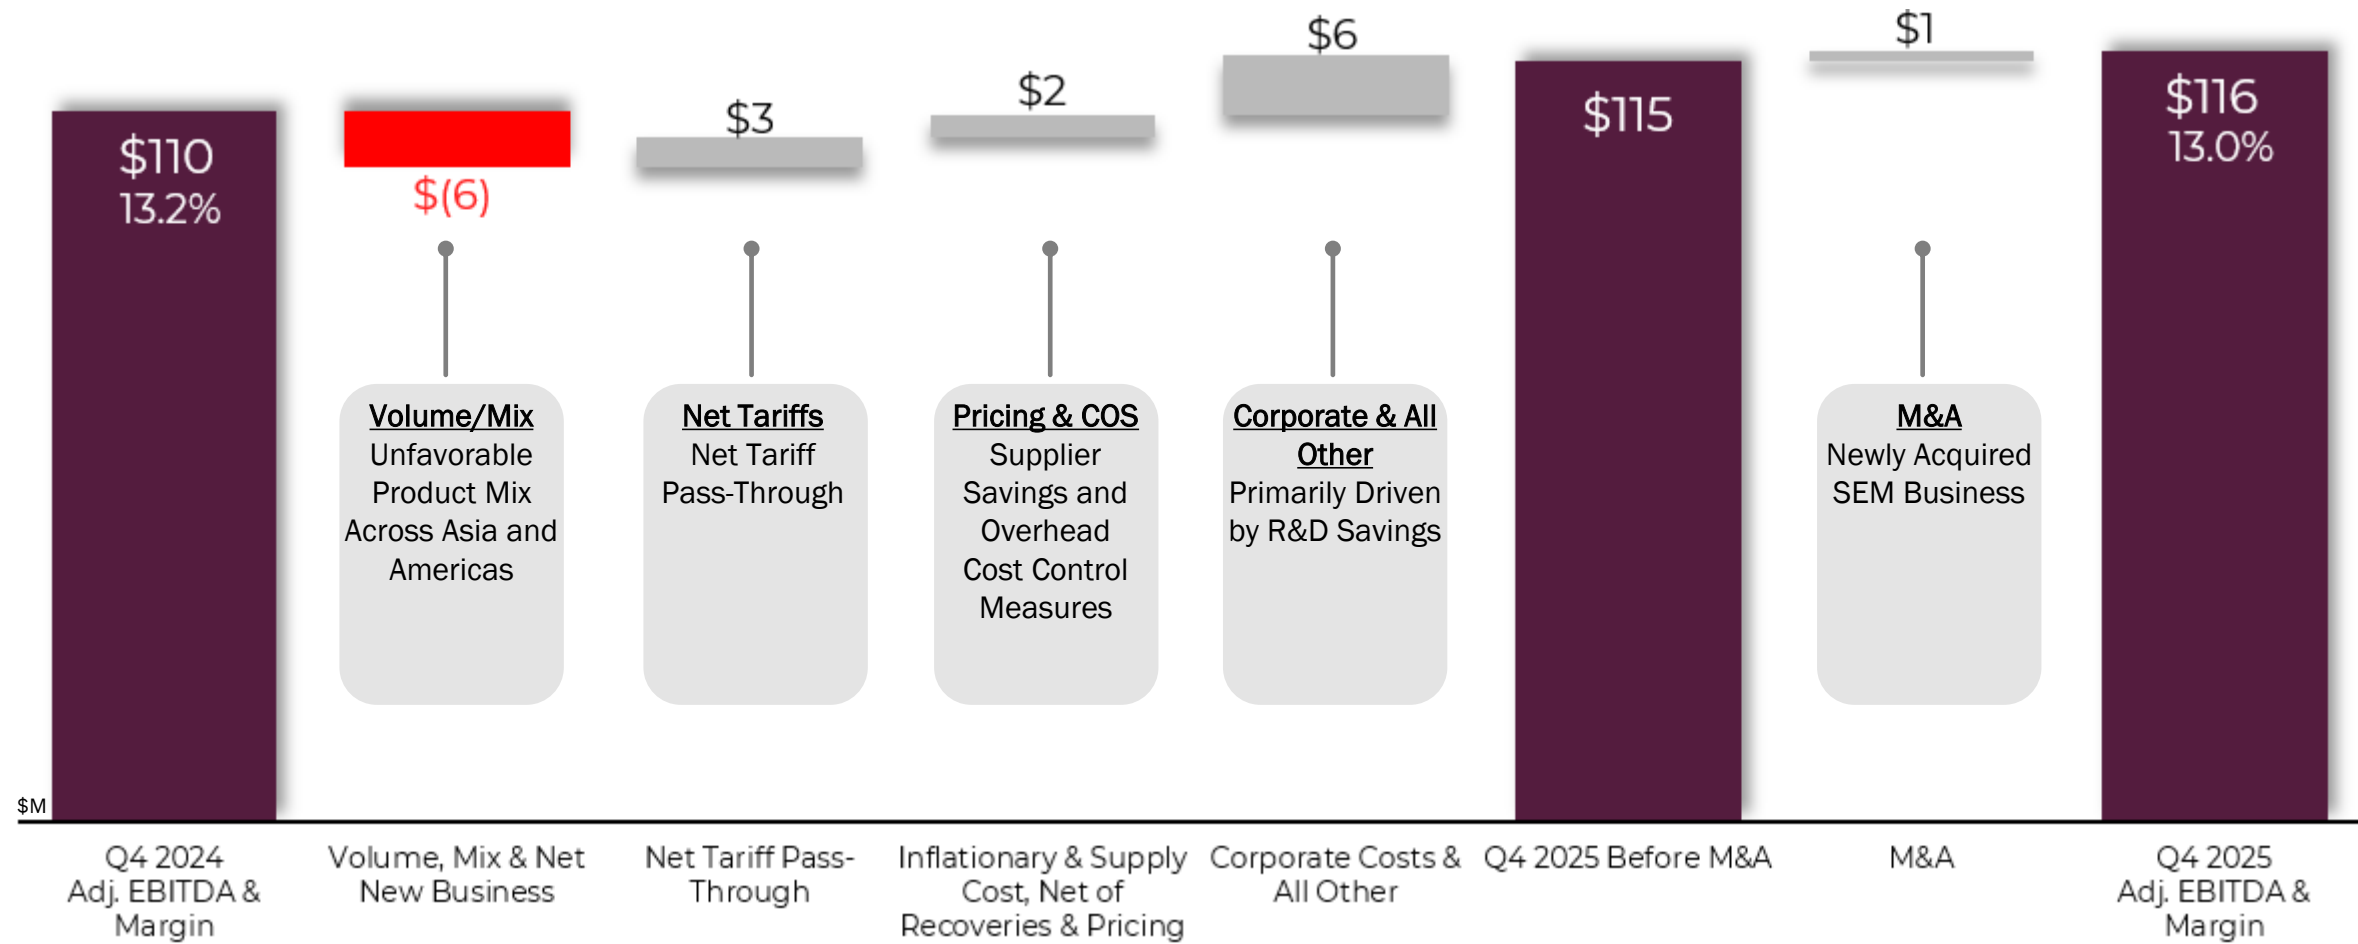 $110
13.2%
$(6)
$3
$2
$6
$115
$1
$116
13.0%
Volume/Mix
Unfavorable
Product Mix
Across Asia and
Americas
Net Tariffs
Net Tariff
Pass-Through
Pricing & COS
Supplier
Savings and
Overhead
Cost Control
Measures
Corporate & All
Other
Primarily Driven
by R&D Savings
M&A
Newly Acquired
SEM Business
$M
Q4 2024
Adj. EBITDA &
Margin
Volume, Mix & Net
New Business
Net Tariff Pass-
Through
Inflationary & Supply
Cost, Net of
Recoveries & Pricing
Corporate Costs &
All Other
Q4 2025 Before M&A
M&A
Q4 2025
Adj. EBITDA &
Margin